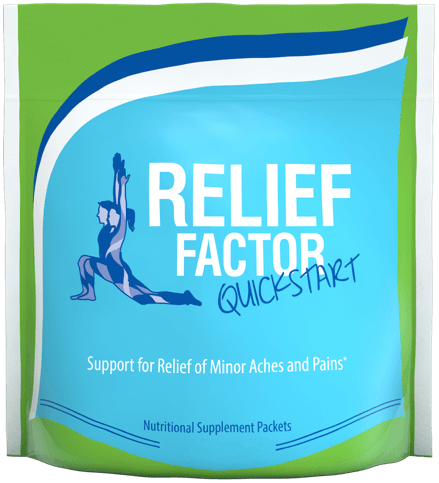 RELIEF
FACTOR
QUICKSTART
Support for Relief of Minor Aches and Pains*
Nutritional Supplement Packets